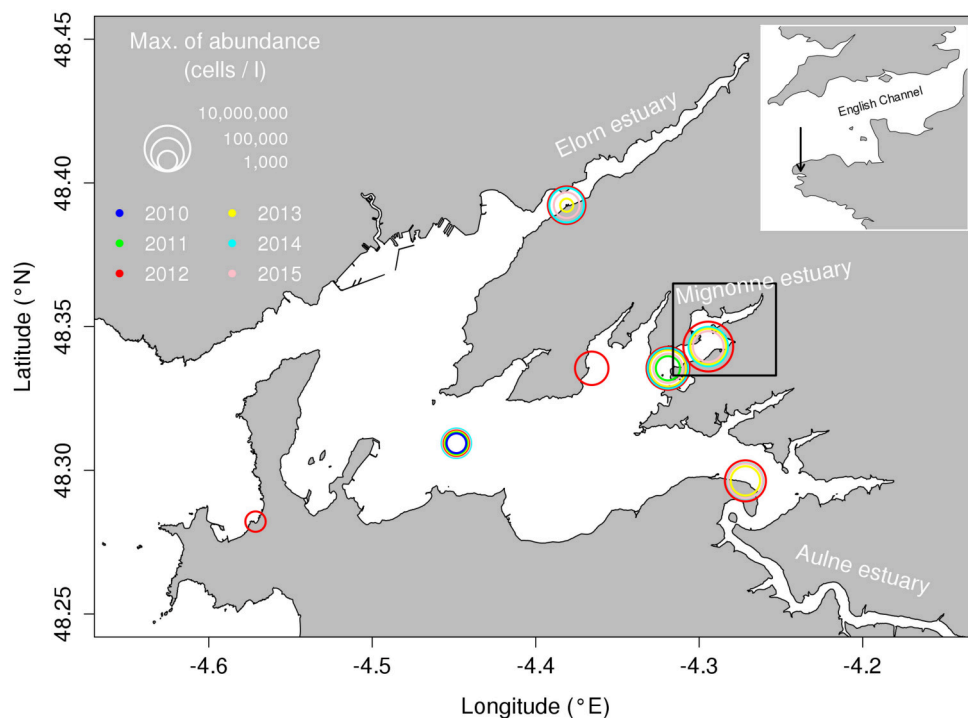 Max. of abundance
(cells / l)
10,000,000
100,000
1,000
2010
2011
2012
2013
2014
2015
Elorn estuary
Mignonne estuary
Aulne estuary
English Channel
48.45
48.40
48.35
48.30
48.25
Latitude (°N)
-4.6
-4.5
-4.4
-4.3
-4.2
Longitude (°E)